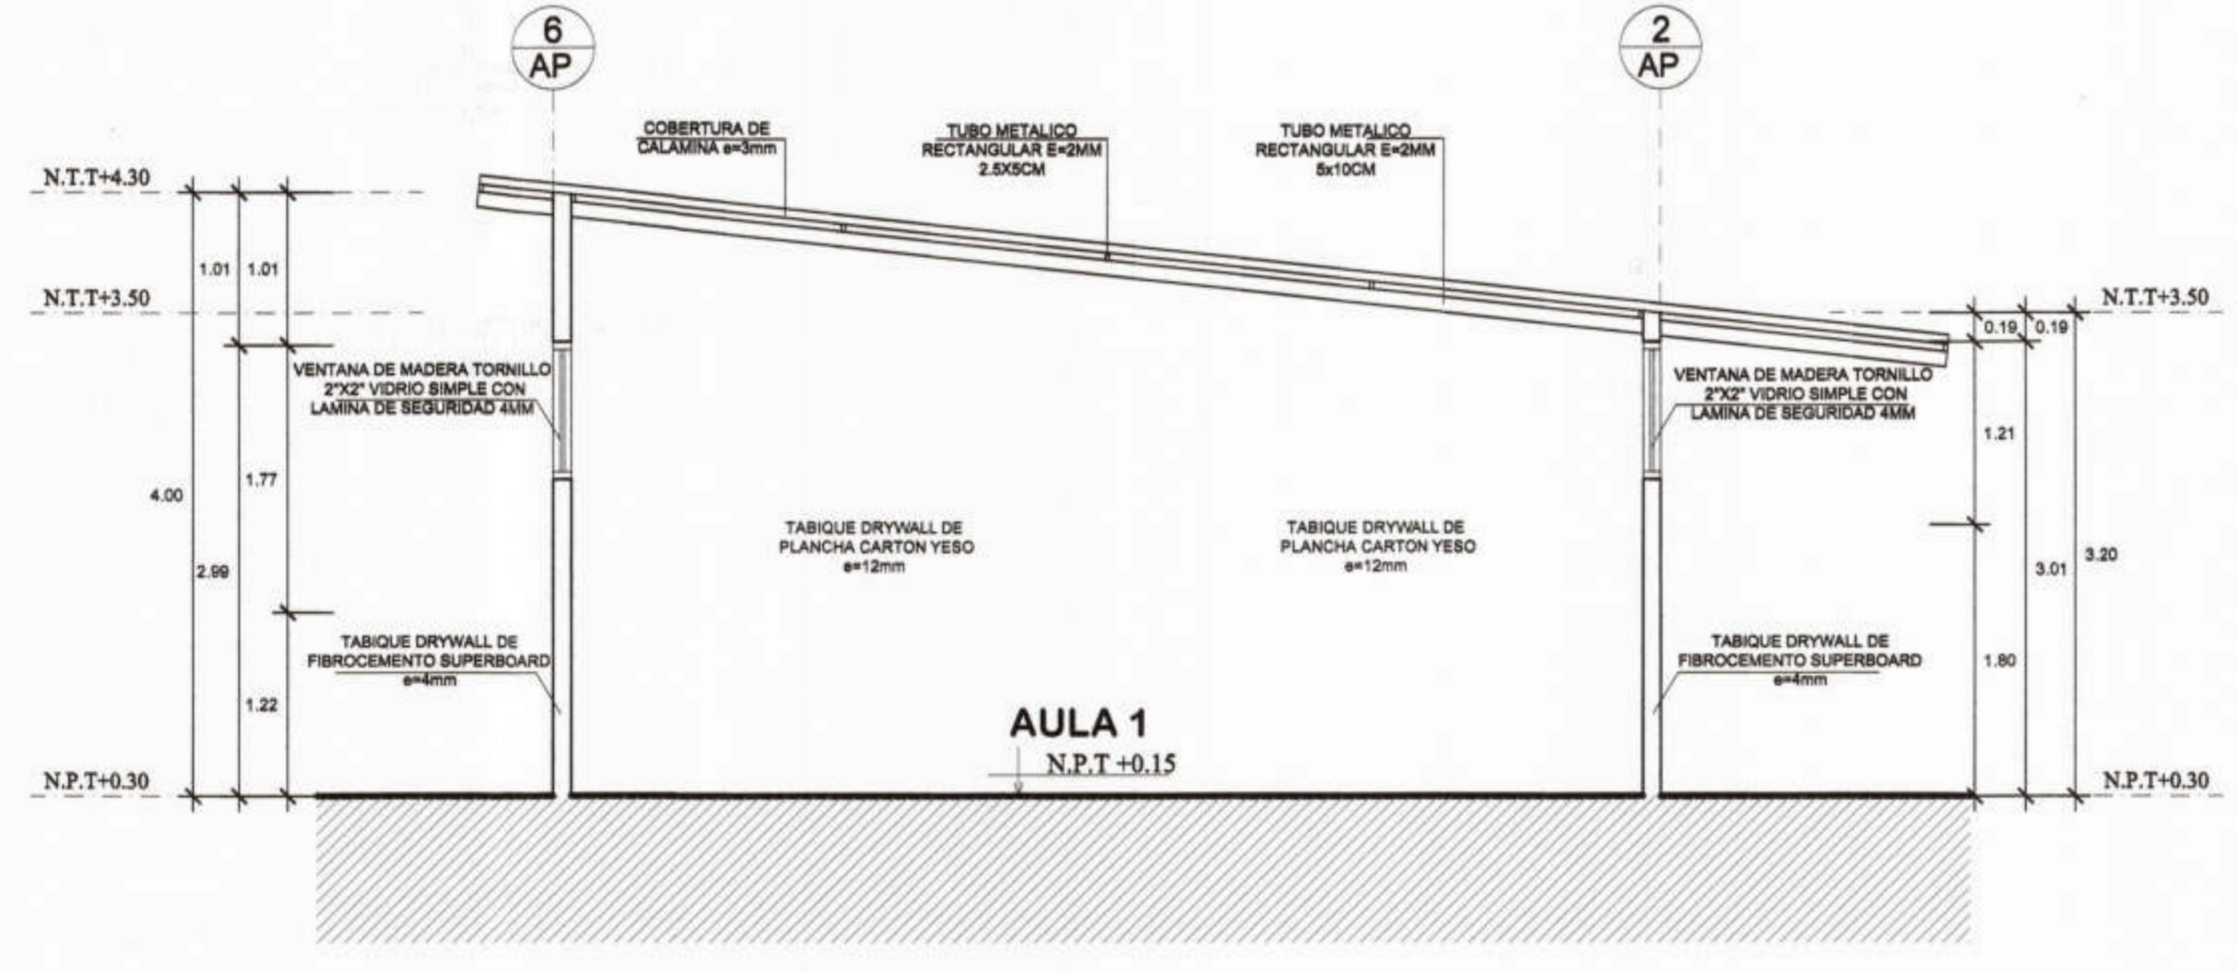 6
AP
2
AP
COBERTURA DE
CALAMINA e=3mm
TUBO METALICO
RECTANGULAR E=2MM
2.5X5CM
TUBO METALICO
RECTANGULAR E=2MM
5x10CM
N.T.T+4.30
1.01
1.01
N.T.T+3.50
N.T.T+3.50
0.19
0.19
VENTANA DE MADERA TORNILLO
2"X2" VIDRIO SIMPLE CON
LAMINA DE SEGURIDAD 4MM
VENTANA DE MADERA TORNILLO
2"X2" VIDRIO SIMPLE CON
LAMINA DE SEGURIDAD 4MM
1.21
1.77
4.00
TABIQUE DRYWALL DE
PLANCHA CARTON YESO
e=12mm
TABIQUE DRYWALL DE
PLANCHA CARTON YESO
e=12mm
2.99
3.01
3.20
TABIQUE DRYWALL DE
FIBROCEMENTO SUPERBOARD
e=4mm
TABIQUE DRYWALL DE
FIBROCEMENTO SUPERBOARD
e=4mm
1.80
1.22
AULA 1
N.P.T +0.15
N.P.T+0.30
N.P.T+0.30